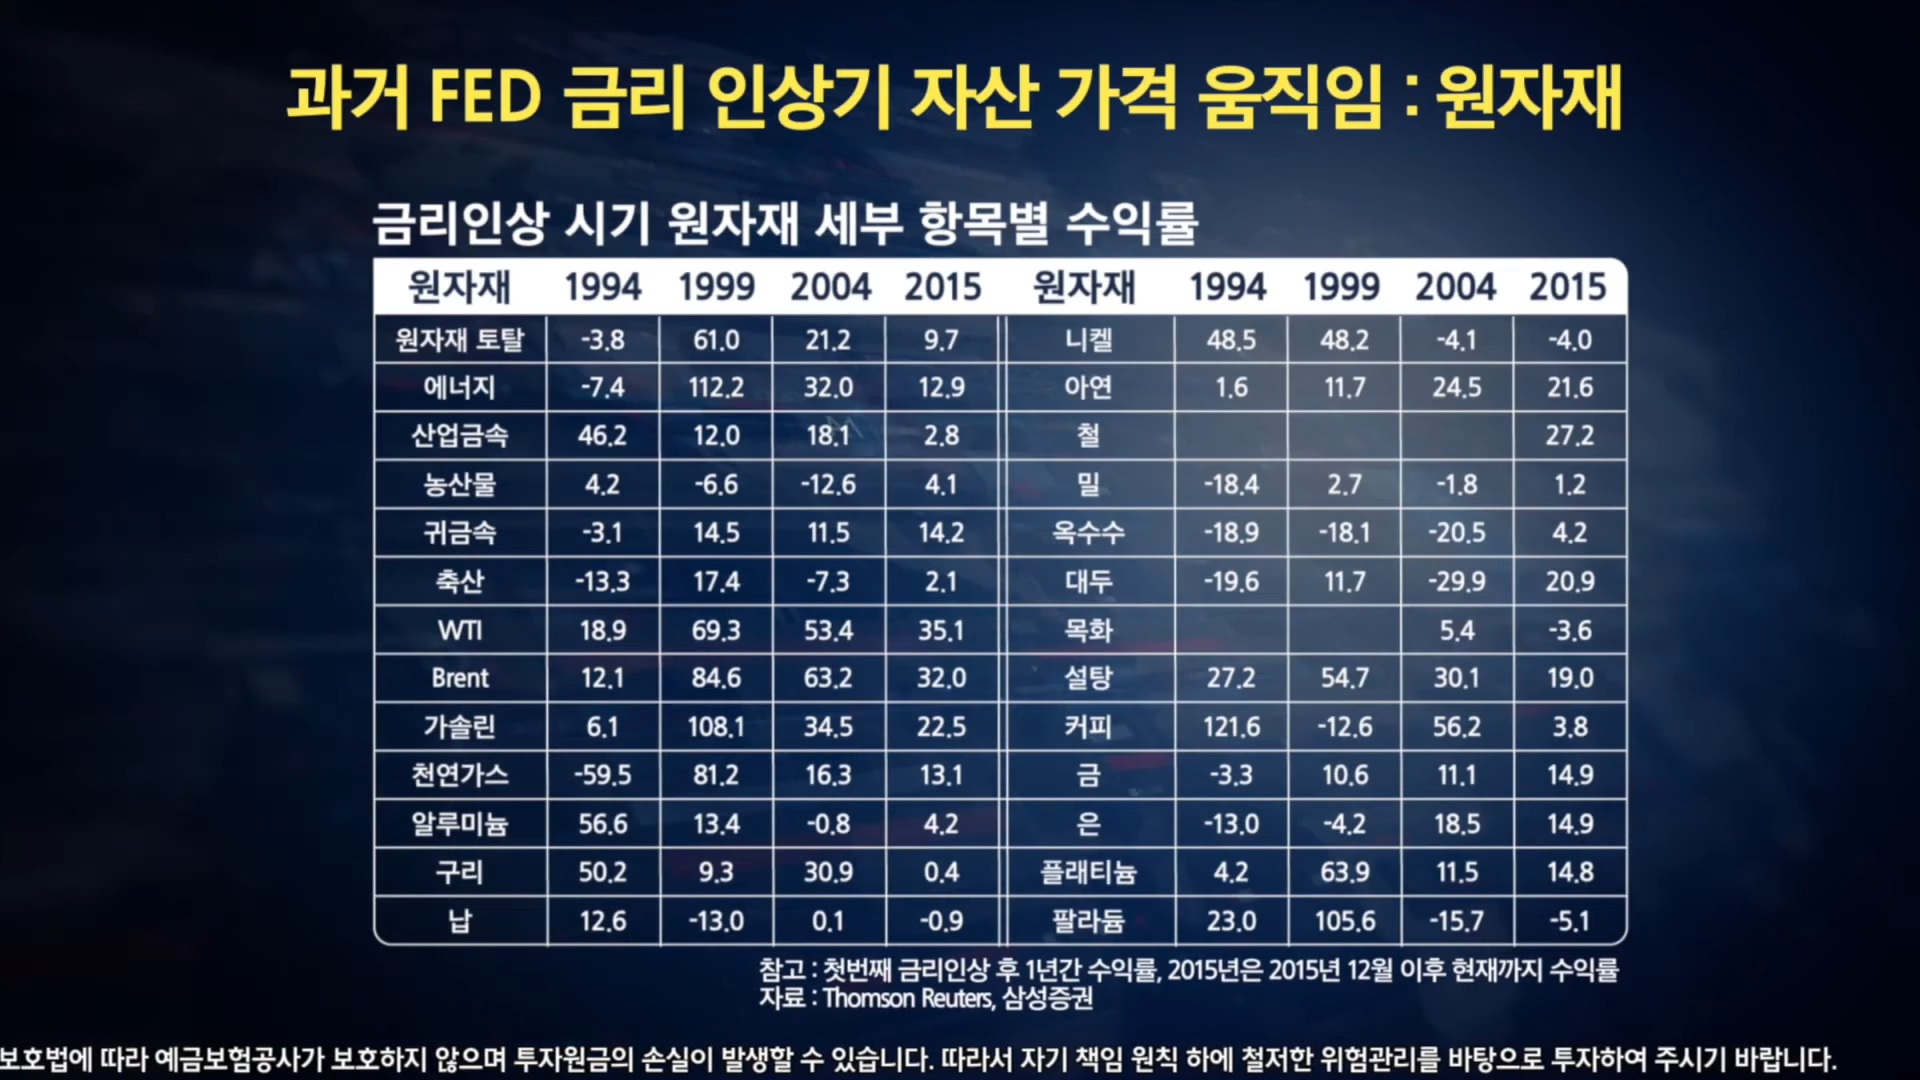 과거 FED 금리 인상기 자산 가격 움직임 : 원자재
금리인상 시기 원자재 세부 항목별 수익률
원자재 1994 1999 2004 2015 원자재 1994 1999 2004 2015
원자재 토탈 -3.8 61.0 21.2 9.7 니켈 48.5 48.2 -4.1 -4.0
에너지 -7.4 112.2 32.0 12.9 아연 1.6 11.7 24.5 21.6
산업금속 46.2 12.0 18.1 2.8 철 27.2
농산물 4.2 -6.6 -12.6 4.1 밀 -18.4 2.7 -1.8 1.2
귀금속 -3.1 14.5 11.5 14.2 옥수수 -18.9 -18.1 -20.5 4.2
축산 -13.3 17.4 -7.3 2.1 대두 -19.6 11.7 -29.9 20.9
WTI 18.9 69.3 53.4 35.1 목화 5.4 -3.6
Brent 12.1 84.6 63.2 32.0 설탕 27.2 54.7 30.1 19.0
가솔린 6.1 108.1 34.5 22.5 커피 121.6 -12.6 56.2 3.8
천연가스 -59.5 81.2 16.3 13.1 금 -3.3 10.6 11.1 14.9
알루미늄 56.6 13.4 -0.8 4.2 은 -13.0 -4.2 18.5 14.9
구리 50.2 9.3 30.9 0.4 플래티늄 4.2 63.9 11.5 14.8
납 12.6 -13.0 0.1 -0.9 팔라듐 23.0 105.6 -15.7 -5.1
참고 : 첫번째 금리인상 후 1년간 수익률, 2015년은 2015년 12월 이후 현재까지 수익률
자료 : Thomson Reuters, 삼성증권
보호법에 따라 예금보험공사가 보호하지 않으며 투자원금의 손실이 발생할 수 있습니다. 따라서 자기 책임 원칙 하에 철저한 위험관리를 바탕으로 투자하여 주시기 바랍니다.